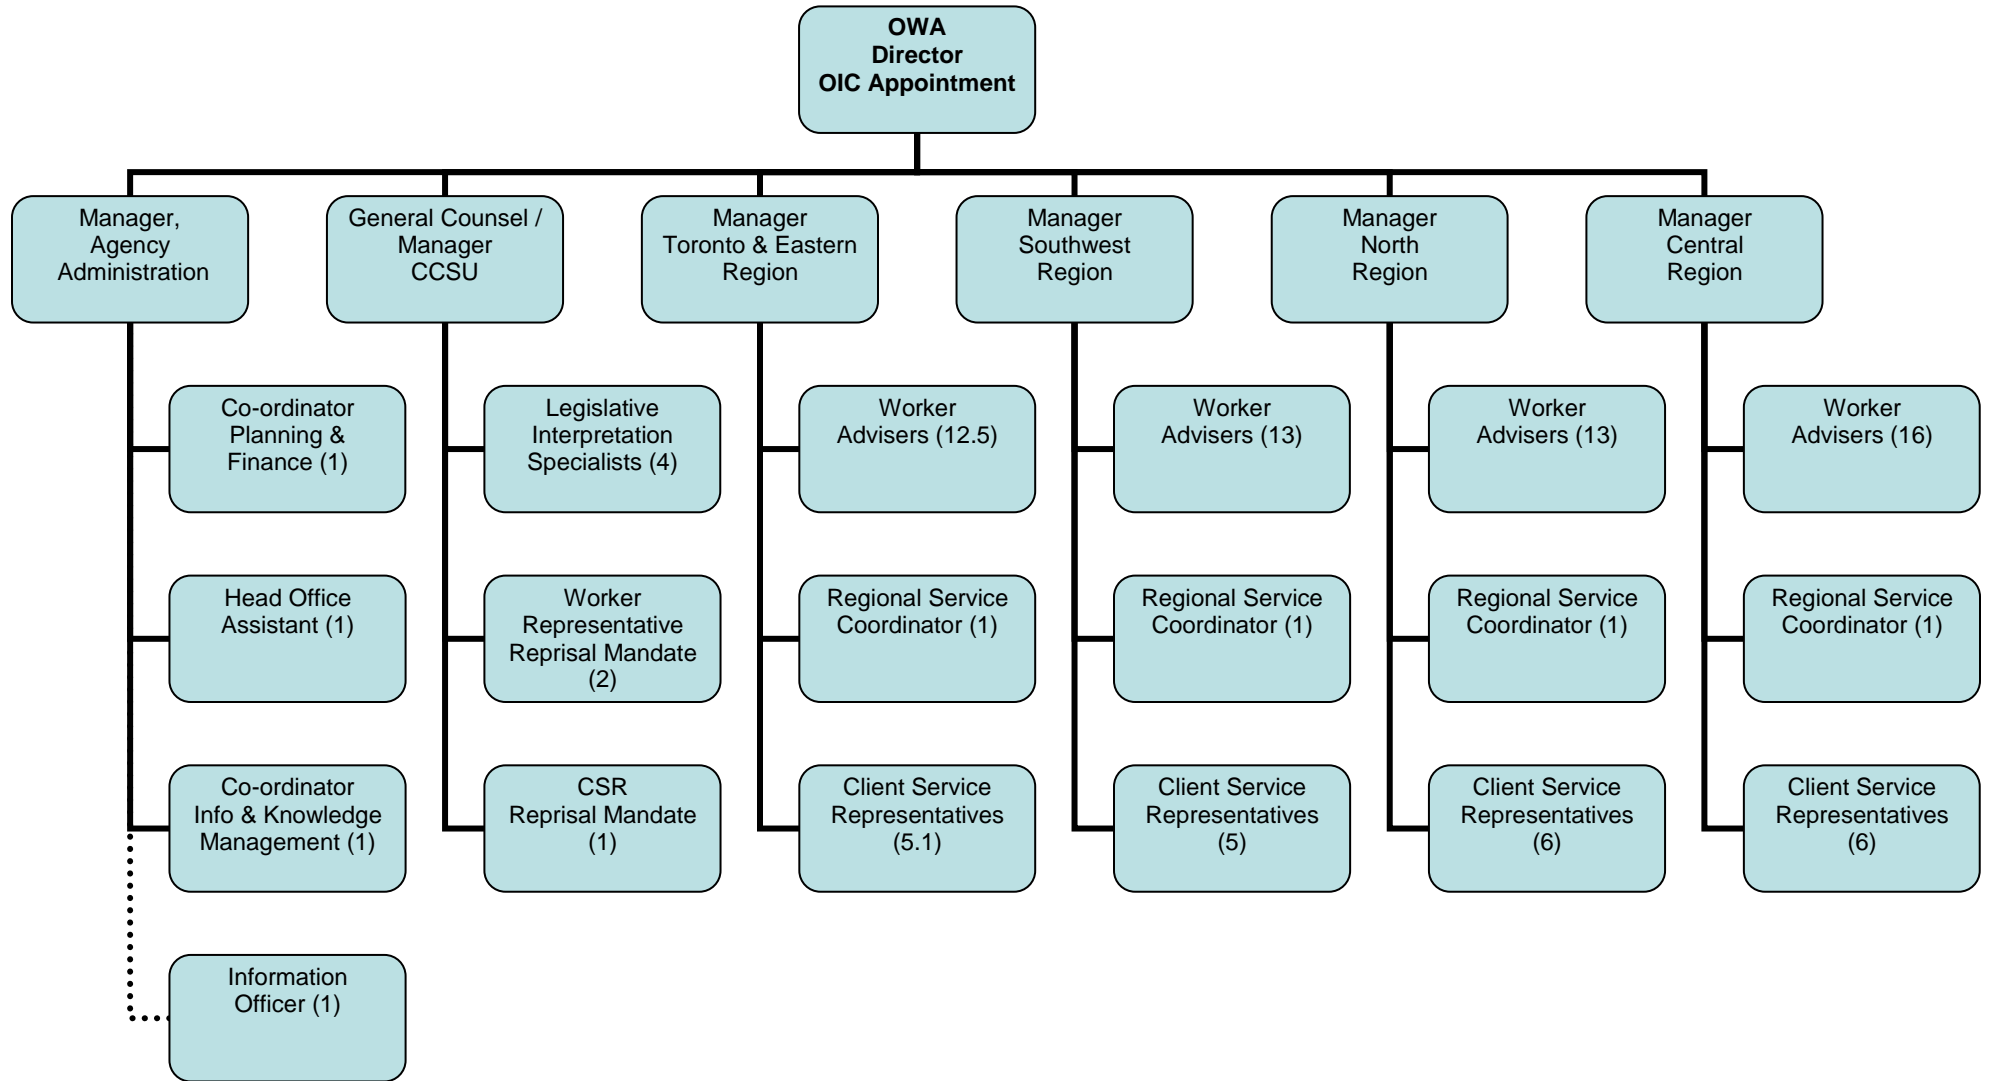 OWA
Director
OIC Appointment
Manager,
Agency
Administration
General Counsel /
Manager
CCSU
Manager
Toronto & Eastern
Region
Manager
Southwest
Region
Manager
North
Region
Manager
Central
Region
Co-ordinator
Planning &
Finance (1)
Legislative
Interpretation
Specialists (4)
Worker
Advisers (12.5)
Worker
Advisers (13)
Worker
Advisers (13)
Worker
Advisers (16)
Head Office
Assistant (1)
Worker
Representative
Reprisal Mandate
(2)
Regional Service
Coordinator (1)
Regional Service
Coordinator (1)
Regional Service
Coordinator (1)
Regional Service
Coordinator (1)
Co-ordinator
Info & Knowledge
Management (1)
CSR
Reprisal Mandate
(1)
Client Service
Representatives
(5.1)
Client Service
Representatives
(5)
Client Service
Representatives
(6)
Client Service
Representatives
(6)
Information
Officer (1)